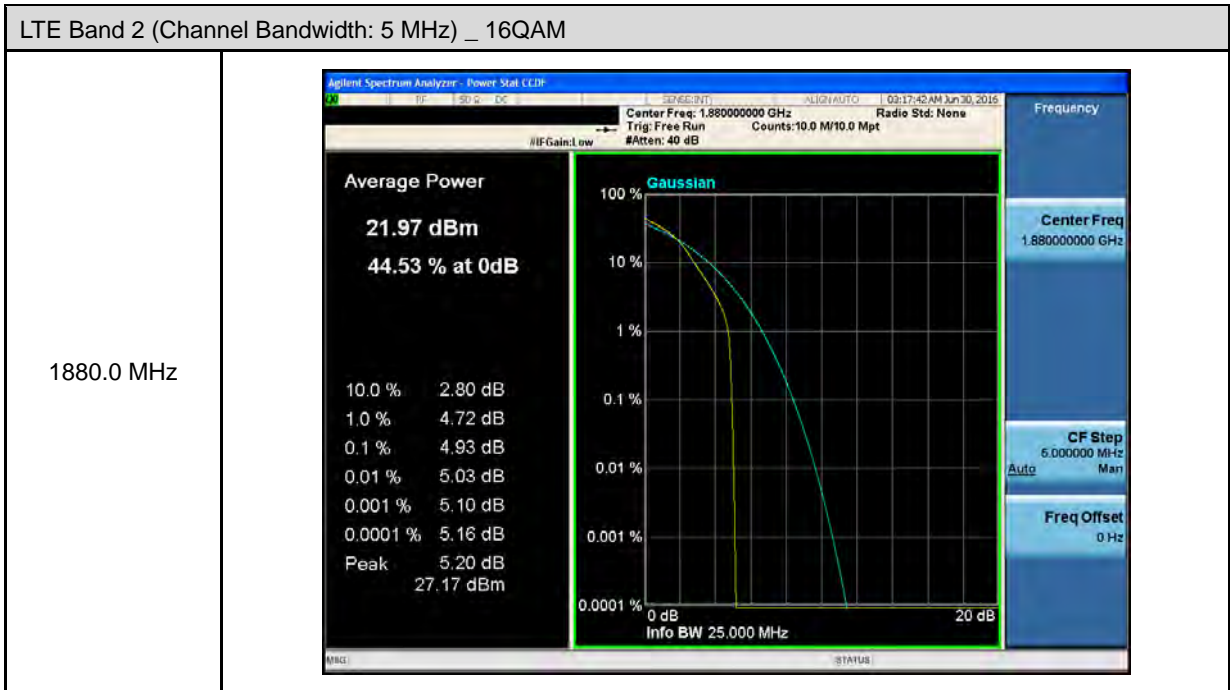 LTE Band 2 (Channel Bandwidth: 5 MHz) _ 16QAM
1880.0 MHz
Agilent Spectrum Analyzer - Power Stat CCDF
RF 50 Ω DC SENSE:INT ALIGN AUTO 03:17:42 AM Jun 30, 2016
Center Freq: 1.880000000 GHz Radio Std: None
Trig: Free Run Counts:10.0 M/10.0 Mpt
#IFGain:Low #Atten: 40 dB
Average Power
21.97 dBm
44.53 % at 0dB
10.0 % 2.80 dB
1.0 % 4.72 dB
0.1 % 4.93 dB
0.01 % 5.03 dB
0.001 % 5.10 dB
0.0001 % 5.16 dB
Peak 5.20 dB
27.17 dBm
Gaussian
100 %
10 %
1 %
0.1 %
0.01 %
0.001 %
0.0001 %
0 dB 20 dB
Info BW 25.000 MHz
Frequency
Center Freq
1.880000000 GHz
CF Step
5.000000 MHz
Auto Man
Freq Offset
0 Hz
MSG STATUS